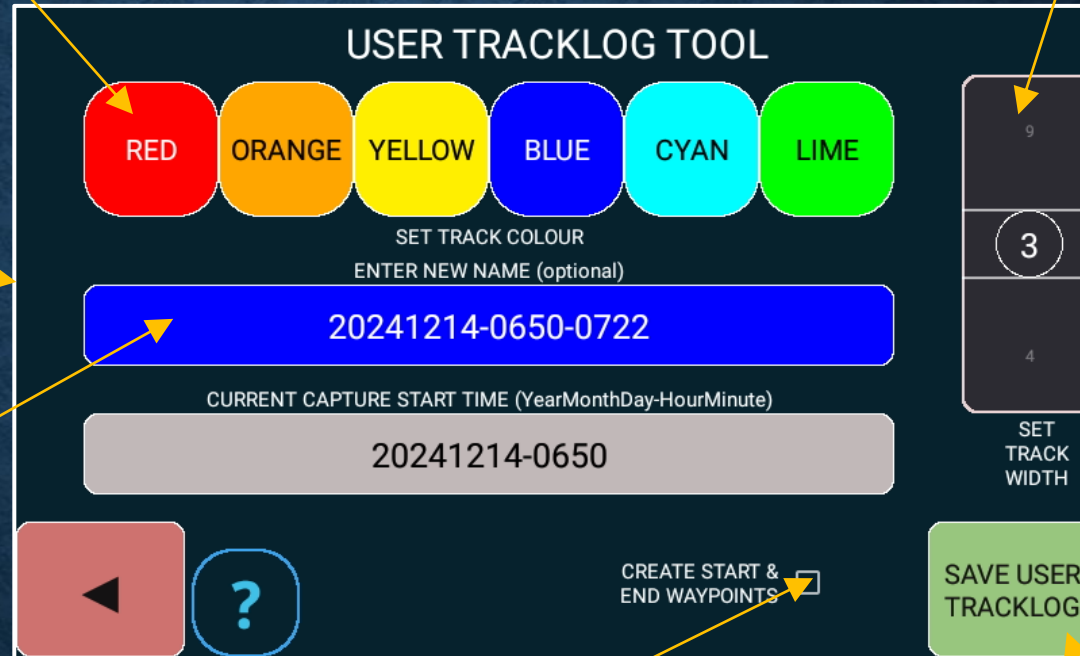 USER TRACKLOG TOOL
RED
ORANGE
YELLOW
BLUE
CYAN
LIME
9
3
4
SET
TRACK
WIDTH
SET TRACK COLOUR
ENTER NEW NAME (optional)
20241214-0650-0722
CURRENT CAPTURE START TIME (YearMonthDay-HourMinute)
20241214-0650
◀
?
CREATE START &
END WAYPOINTS
SAVE USER
TRACKLOG